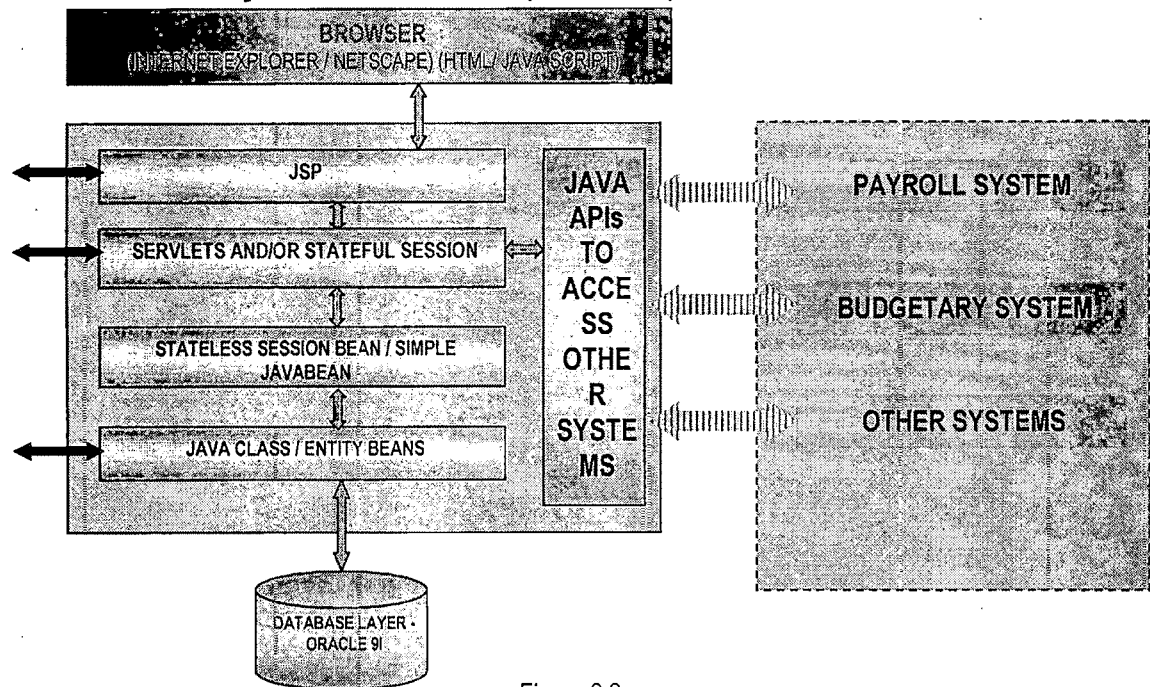 BROWSER
(INTERNET EXPLORER / NETSCAPE) (HTML/ JAVA SCRIPT)
JSP
SERVLETS AND/OR STATEFUL SESSION
STATELESS SESSION BEAN / SIMPLE
JAVABEAN
JAVA CLASS / ENTITY BEANS
JAVA
APIs
TO
ACCE
SS
OTHE
R
SYSTE
MS
PAYROLL SYSTEM
BUDGETARY SYSTEM
OTHER SYSTEMS
DATABASE LAYER -
ORACLE 9I